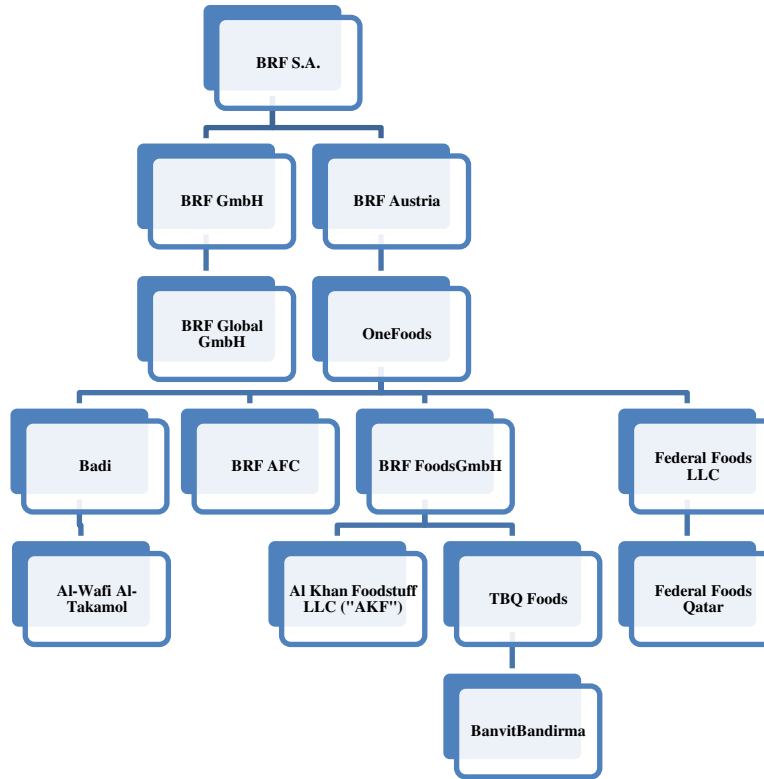 BRF S.A.
BRF GmbH
BRF Austria
BRF Global
GmbH
OneFoods
Badi
BRF AFC
BRF FoodsGmbH
Federal Foods
LLC
Al-Wafi Al-
Takamol
Al Khan Foodstuff
LLC ("AKF")
TBQ Foods
Federal Foods
Qatar
BanvitBandirma